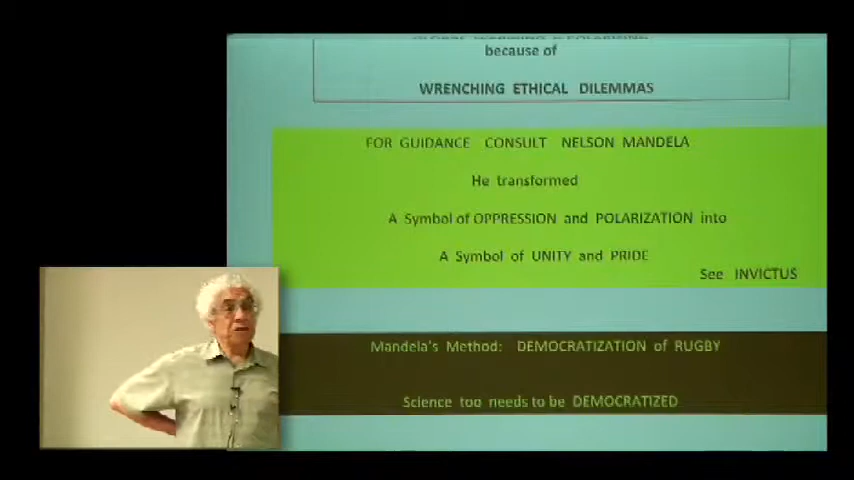 because of
WRENCHING ETHICAL DILEMMAS
FOR GUIDANCE CONSULT NELSON MANDELA
He transformed
A Symbol of OPPRESSION and POLARIZATION into
A Symbol of UNITY and PRIDE
See INVICTUS
Mandela's Method: DEMOCRATIZATION of RUGBY
Science too needs to be DEMOCRATIZED